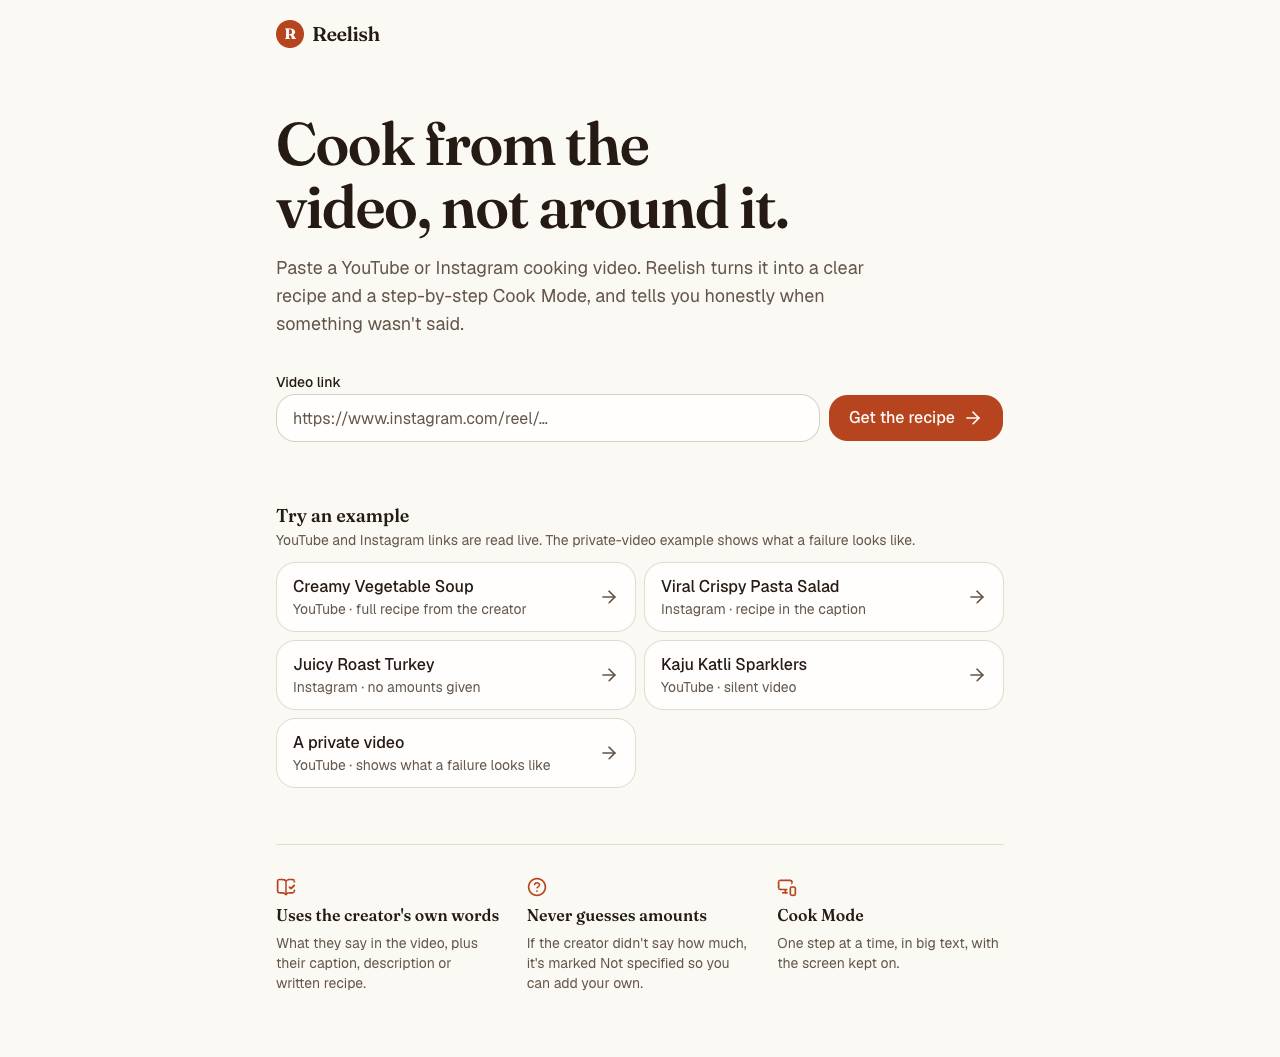 R Reelish
Cook from the
video, not around it.
Paste a YouTube or Instagram cooking video. Reelish turns it into a clear
recipe and a step-by-step Cook Mode, and tells you honestly when
something wasn't said.
Video link
https://www.instagram.com/reel/...
Get the recipe
Try an example
YouTube and Instagram links are read live. The private-video example shows what a failure looks like.
Creamy Vegetable Soup
YouTube · full recipe from the creator
Viral Crispy Pasta Salad
Instagram · recipe in the caption
Juicy Roast Turkey
Instagram · no amounts given
Kaju Katli Sparklers
YouTube · silent video
A private video
YouTube · shows what a failure looks like
Uses the creator's own words
What they say in the video, plus
their caption, description or
written recipe.
Never guesses amounts
If the creator didn't say how much,
it's marked Not specified so you
can add your own.
Cook Mode
One step at a time, in big text, with
the screen kept on.